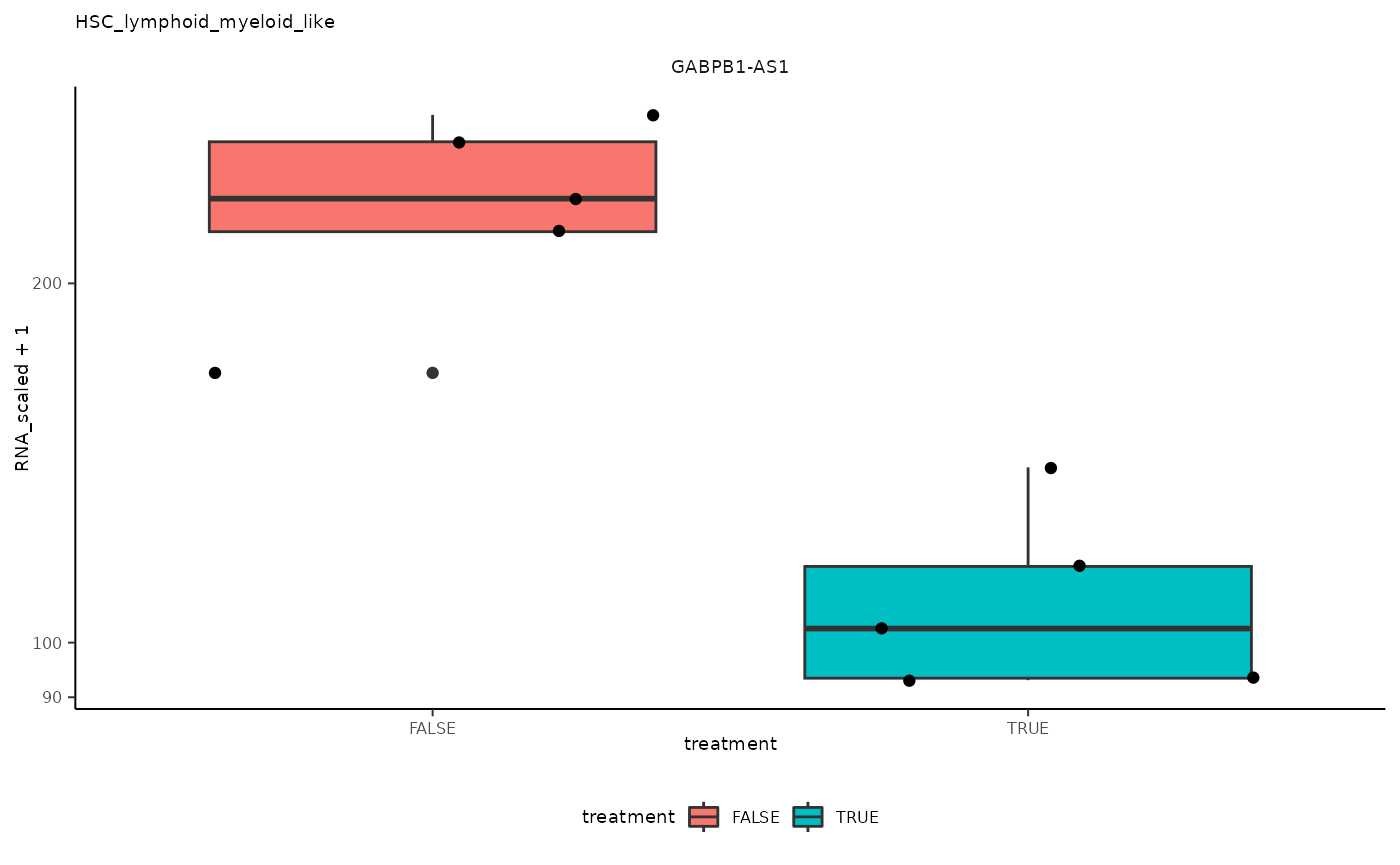 HSC_lymphoid_myeloid_like
GABPB1-AS1
RNA_scaled + 1
200
100
90
FALSE TRUE
treatment
treatment FALSE TRUE